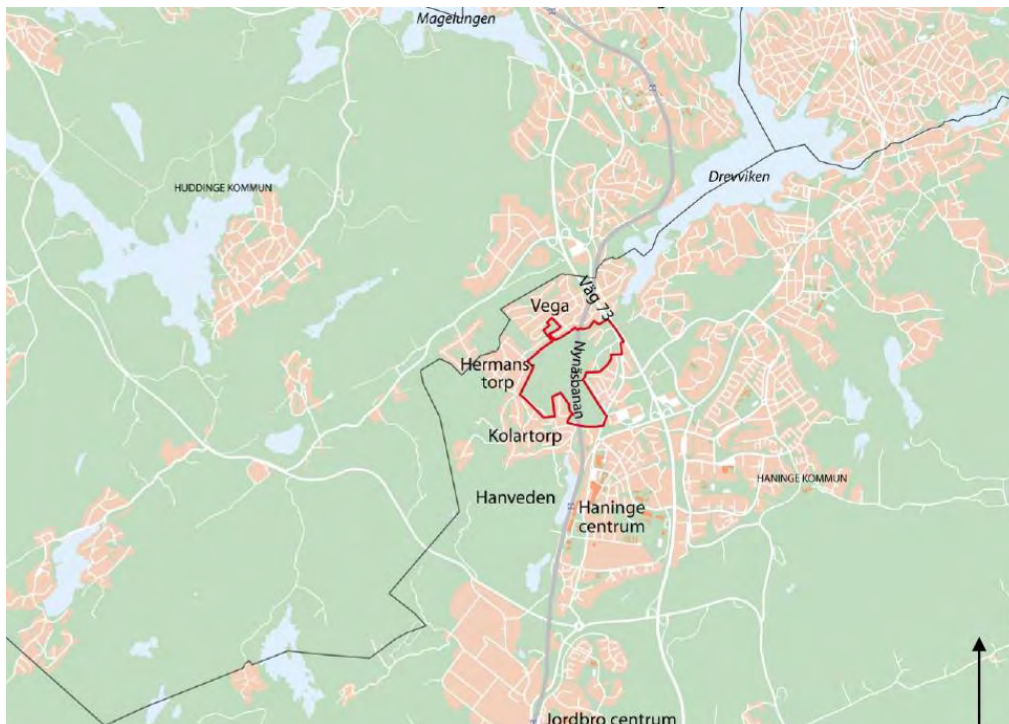 Magelungen
Drevviken
HUDDINGE KOMMUN
Väg 73
Vega
Nynäsbanan
Hermans
torp
Kolartorp
HANINGE KOMMUN
Hanveden
Haninge
centrum
Jordbro centrum